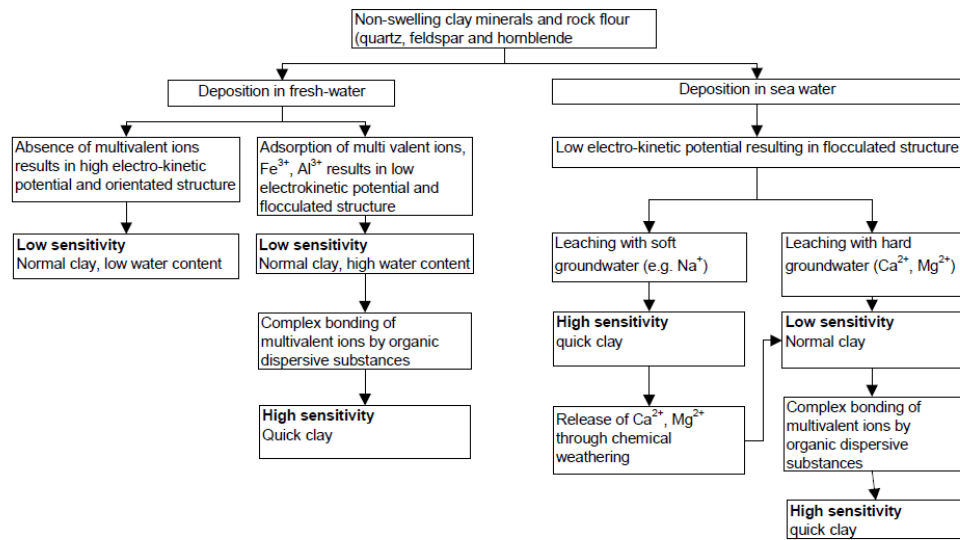 Non-swelling clay minerals and rock flour
(quartz, feldspar and hornblende
Deposition in fresh-water
Deposition in sea water
Absence of multivalent ions
results in high electro-kinetic
potential and orientated structure
Adsorption of multi valent ions,
Fe³⁺, Al³⁺ results in low
electrokinetic potential and
flocculated structure
Low electro-kinetic potential resulting in flocculated structure
Low sensitivity
Normal clay, low water content
Low sensitivity
Normal clay, high water content
Leaching with soft
groundwater (e.g. Na⁺)
Leaching with hard
groundwater (Ca²⁺, Mg²⁺)
Complex bonding of
multivalent ions by organic
dispersive substances
High sensitivity
quick clay
Low sensitivity
Normal clay
High sensitivity
Quick clay
Release of Ca²⁺, Mg²⁺
through chemical
weathering
Complex bonding of
multivalent ions by
organic dispersive
substances
High sensitivity
quick clay